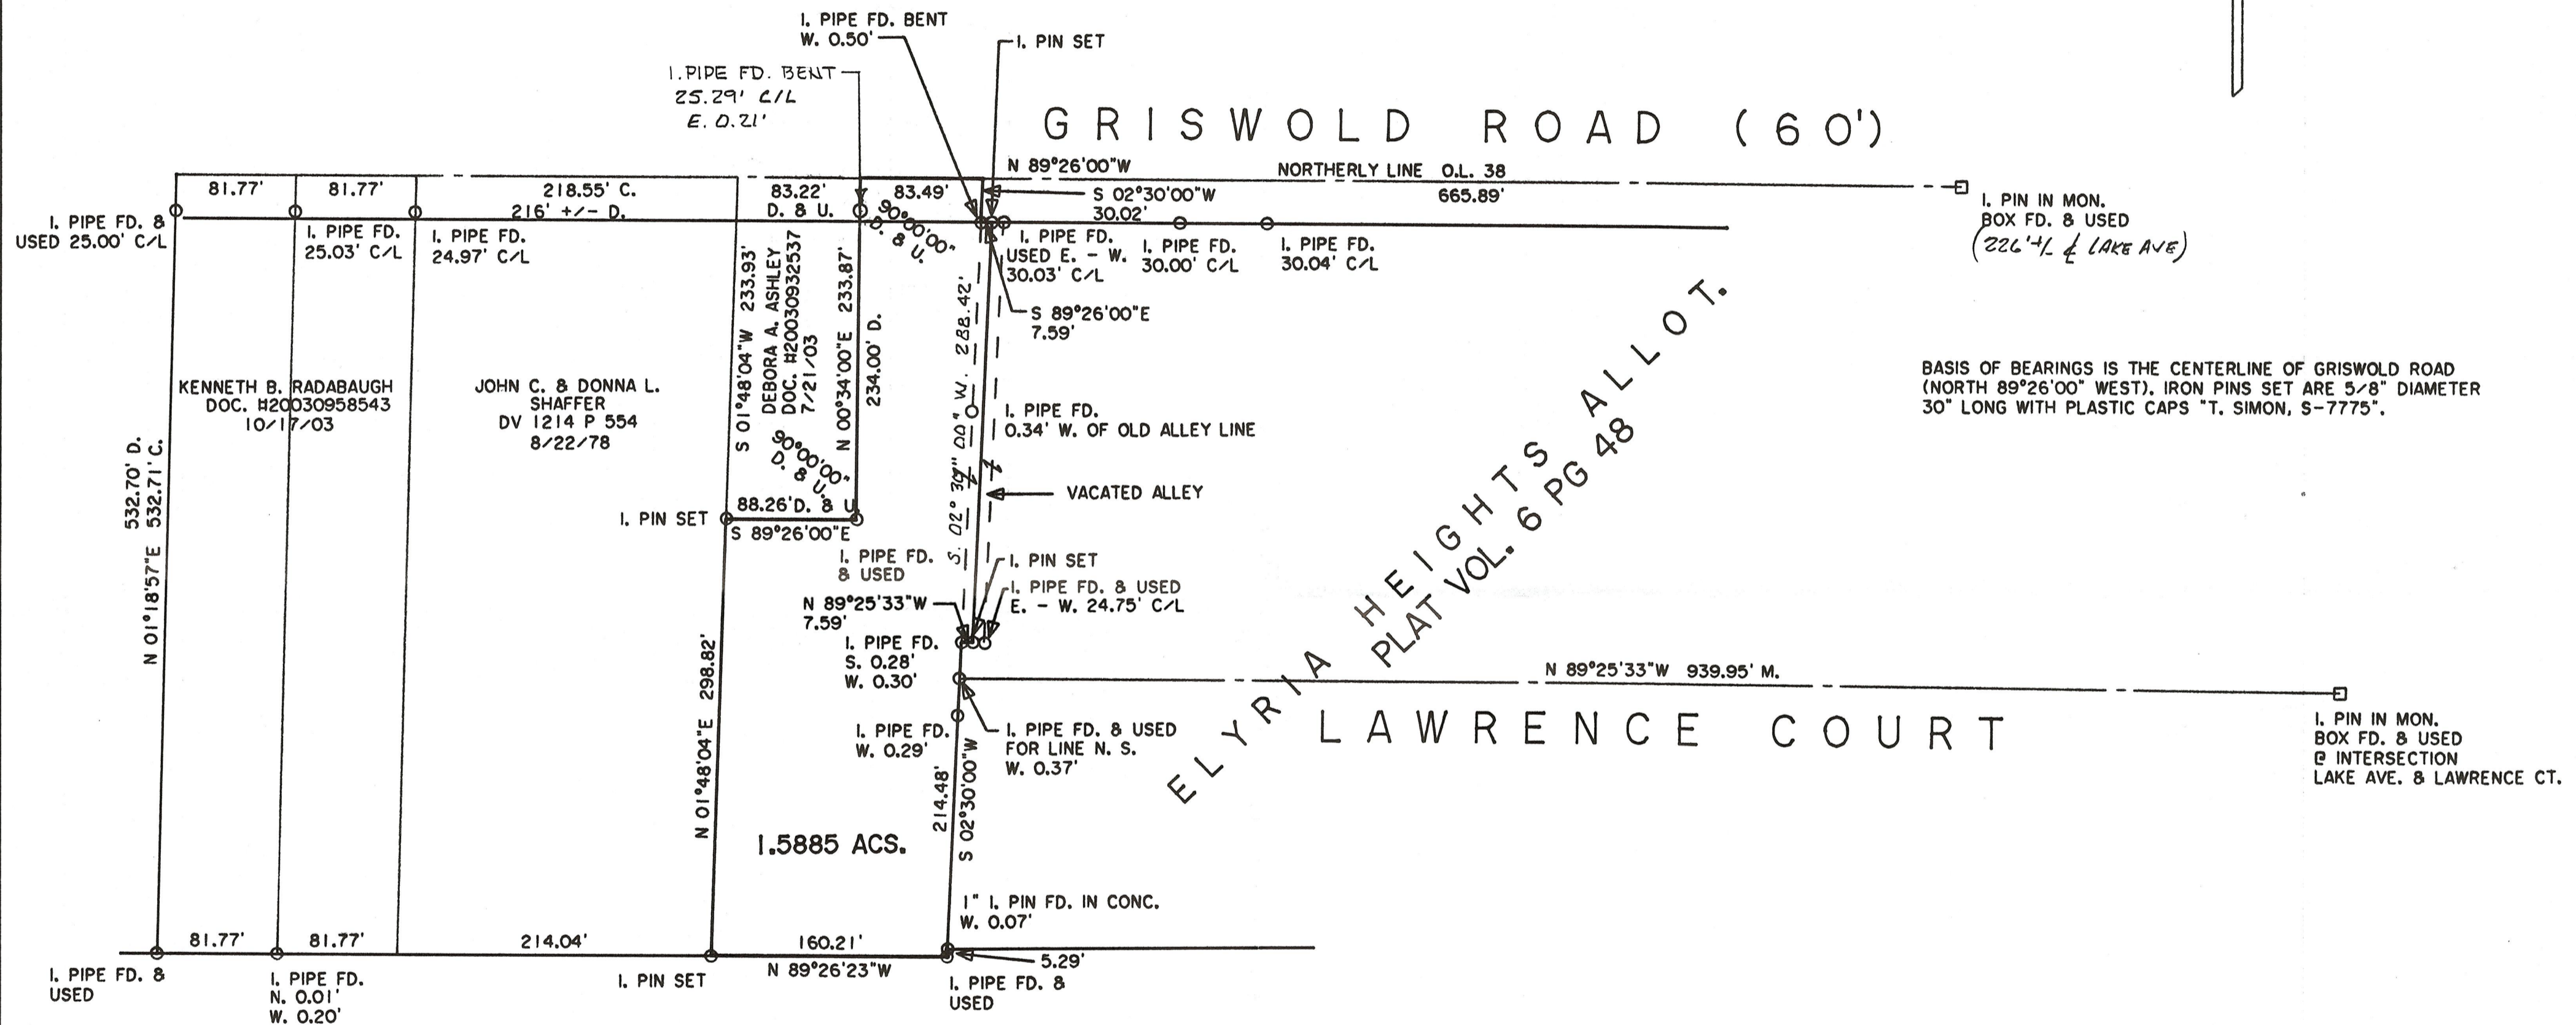 I. PIPE FD. BENT
W. 0.50'
I. PIN SET
I. PIPE FD. BENT
25.29' C/L
E. 0.21'
GRISWOLD ROAD (60')
N 89°26'00"W
NORTHERLY LINE O.L. 38
665.89'
81.77'
81.77'
218.55' C.
216' +/- D.
83.22'
D. & U.
83.49'
S 02°30'00"W
30.02'
I. PIN IN MON.
BOX FD. & USED
(226'+/- ℄ LAKE AVE)
I. PIPE FD. &
USED 25.00' C/L
I. PIPE FD.
25.03' C/L
I. PIPE FD.
24.97' C/L
90°00'00"
D. & U.
I. PIPE FD.
USED E. - W.
30.03' C/L
I. PIPE FD.
30.00' C/L
I. PIPE FD.
30.04' C/L
S 89°26'00"E
7.59'
S 01°48'04"W 233.93'
DEBORA A. ASHLEY
DOC. #20030932537
7/21/03
N 00°34'00"E 233.87'
234.00' D.
S. 02° 30' 00" W. 288.42'
KENNETH B. RADABAUGH
DOC. #20030958543
10/17/03
JOHN C. & DONNA L.
SHAFFER
DV 1214 P 554
8/22/78
BASIS OF BEARINGS IS THE CENTERLINE OF GRISWOLD ROAD
(NORTH 89°26'00" WEST). IRON PINS SET ARE 5/8" DIAMETER
30" LONG WITH PLASTIC CAPS "T. SIMON, S-7775".
I. PIPE FD.
0.34' W. OF OLD ALLEY LINE
90°00'00"
D. & U.
VACATED ALLEY
532.70' D.
N 01°18'57"E 532.71' C.
I. PIN SET
88.26' D. & U
S 89°26'00"E
I. PIPE FD.
& USED
I. PIN SET
I. PIPE FD. & USED
E. - W. 24.75' C/L
N 89°25'33"W
7.59'
I. PIPE FD.
S. 0.28'
W. 0.30'
ELYRIA HEIGHTS ALLOT.
PLAT VOL. 6 PG 48
N 89°25'33"W 939.95' M.
LAWRENCE COURT
I. PIN IN MON.
BOX FD. & USED
@ INTERSECTION
LAKE AVE. & LAWRENCE CT.
I. PIPE FD.
W. 0.29'
I. PIPE FD. & USED
FOR LINE N. S.
W. 0.37'
N 01°48'04"E 298.82'
214.48'
S 02°30'00"W
1.5885 ACS.
1" I. PIN FD. IN CONC.
W. 0.07'
81.77'
81.77'
214.04'
160.21'
N 89°26'23"W
5.29'
I. PIPE FD. &
USED
I. PIPE FD.
N. 0.01'
W. 0.20'
I. PIN SET
I. PIPE FD. &
USED